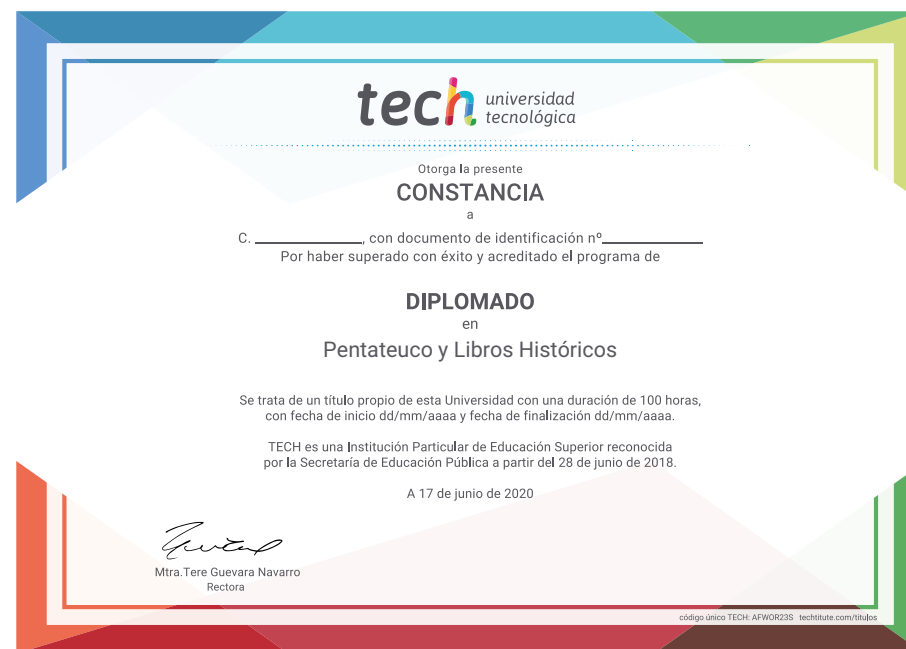 tech universidad
tecnológica
Otorga la presente
CONSTANCIA
a
C. ____________, con documento de identificación nº____________
Por haber superado con éxito y acreditado el programa de
DIPLOMADO
en
Pentateuco y Libros Históricos
Se trata de un título propio de esta Universidad con una duración de 100 horas,
con fecha de inicio dd/mm/aaaa y fecha de finalización dd/mm/aaaa.
TECH es una Institución Particular de Educación Superior reconocida
por la Secretaría de Educación Pública a partir del 28 de junio de 2018.
A 17 de junio de 2020
Mtra.Tere Guevara Navarro
Rectora
código único TECH: AFWOR23S techtitute.com/titulos